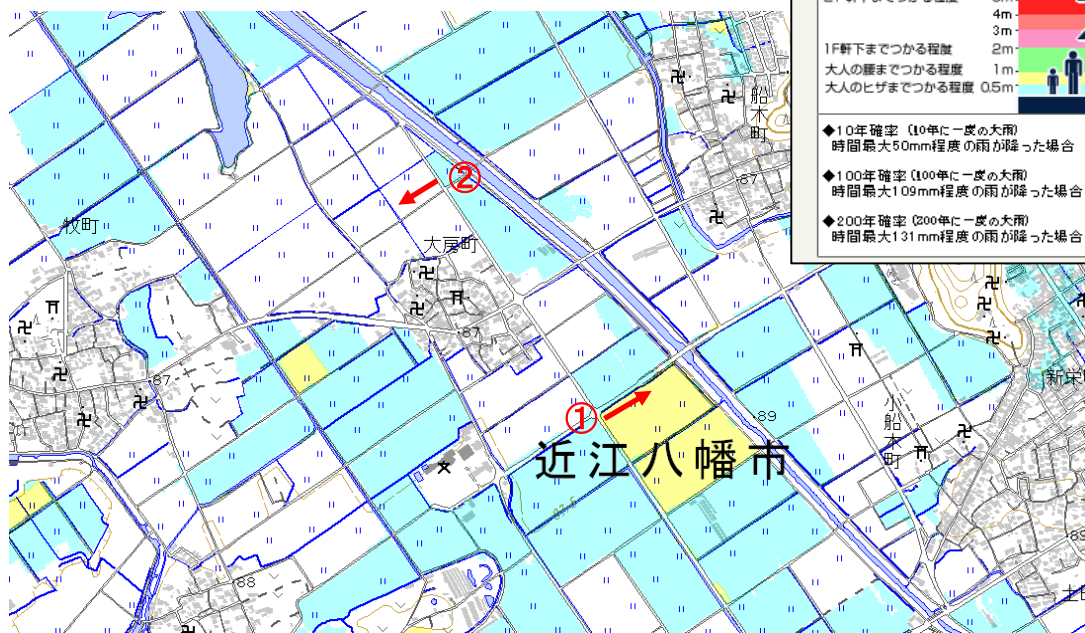 4m
3m
1F軒下までつかる程度 2m
大人の腰までつかる程度 1m
大人のヒザまでつかる程度 0.5m
◆10年確率 (10年に一度の大雨)
時間最大50mm程度の雨が降った場合
◆100年確率 (100年に一度の大雨)
時間最大109mm程度の雨が降った場合
◆200年確率 (200年に一度の大雨)
時間最大131mm程度の雨が降った場合
船木町
②
87
牧町
大房町
87
新栄
87
①
89
小船木町
近江八幡市
87.5
88
89
土田